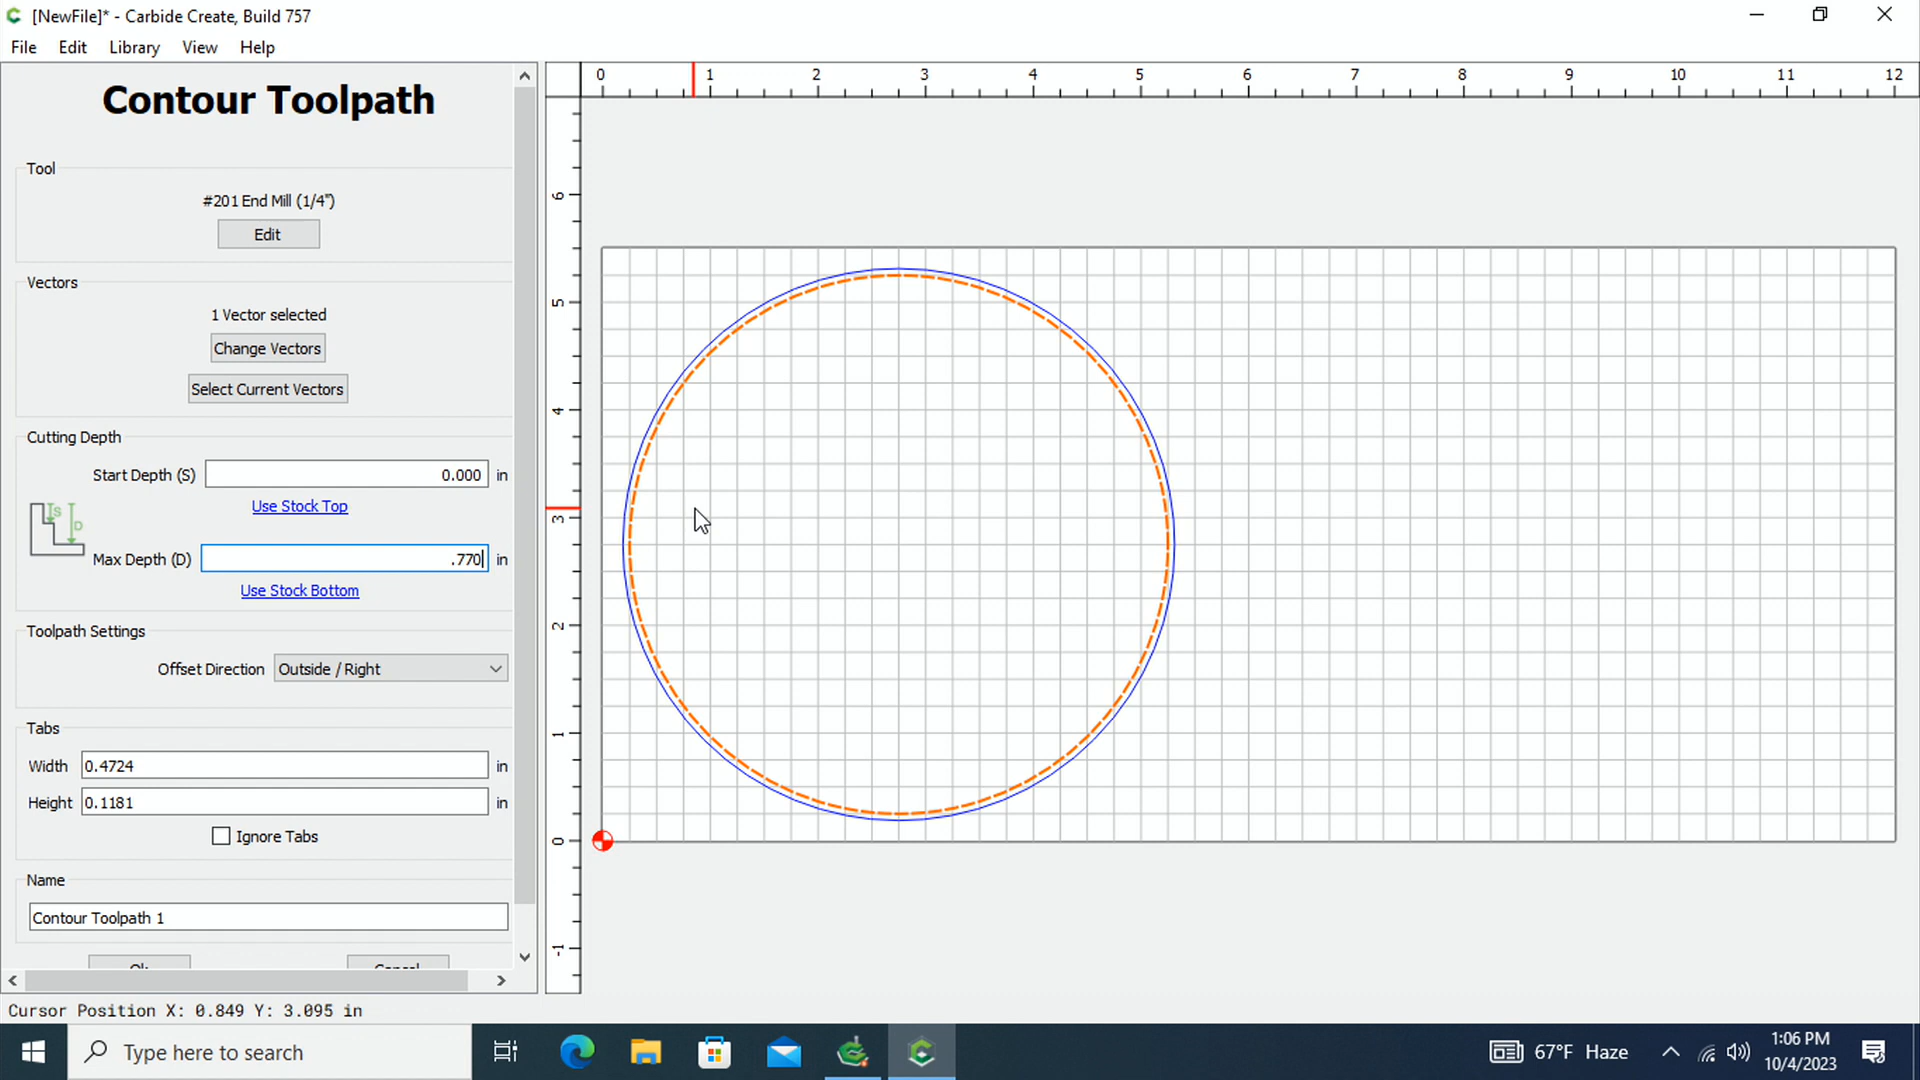 [NewFile]* - Carbide Create, Build 757
File Edit Library View Help
Contour Toolpath
Tool
#201 End Mill (1/4")
Edit
Vectors
1 Vector selected
Change Vectors
Select Current Vectors
Cutting Depth
Start Depth (S) 0.000 in
Use Stock Top
S
D
Max Depth (D) .770 in
Use Stock Bottom
Toolpath Settings
Offset Direction Outside / Right
Tabs
Width 0.4724 in
Height 0.1181 in
Ignore Tabs
Name
Contour Toolpath 1
Ok Cancel
0 1 2 3 4 5 6 7 8 9 10 11 12
6
5
4
3
2
1
0
-1
Cursor Position X: 0.849 Y: 3.095 in
Type here to search
67°F Haze
1:06 PM
10/4/2023